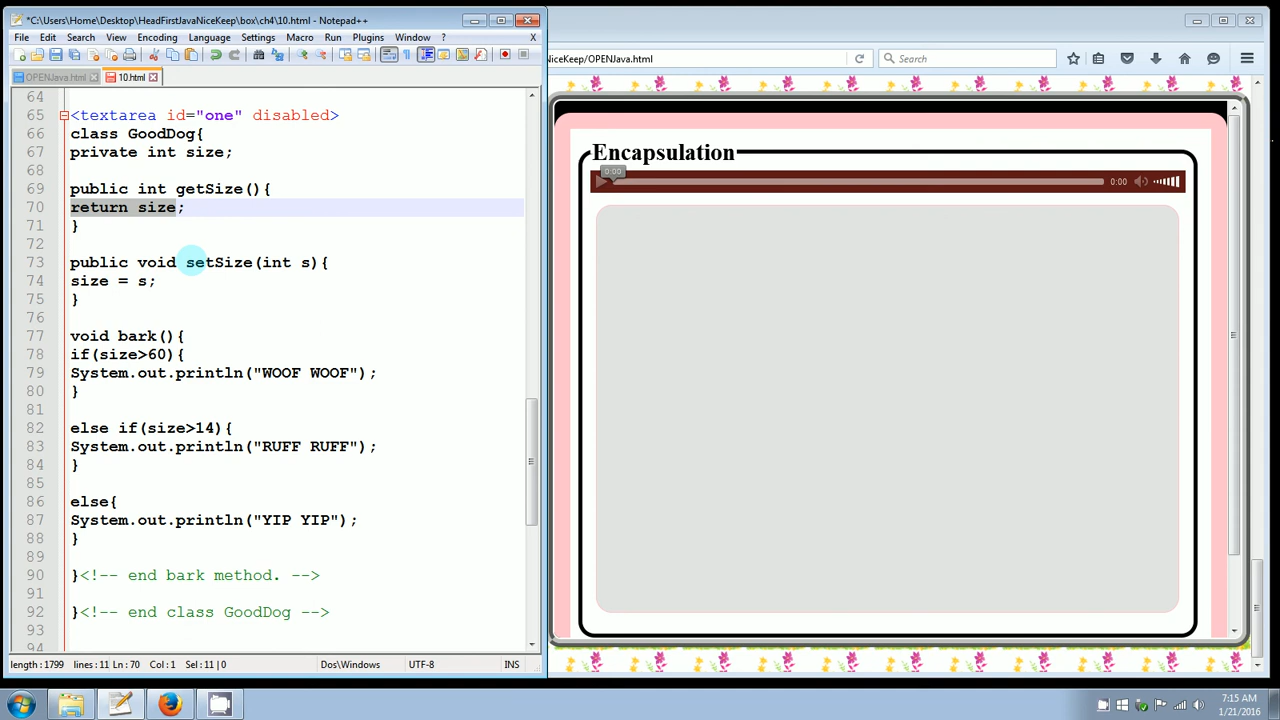 *C:\Users\Home\Desktop\HeadFirstJavaNiceKeep\box\ch4\10.html - Notepad++
File Edit Search View Encoding Language Settings Macro Run Plugins Window ? X
OPENJava.html 10.html
64
65 <textarea id="one" disabled>
66 class GoodDog{
67 private int size;
68
69 public int getSize(){
70 return size;
71 }
72
73 public void setSize(int s){
74 size = s;
75 }
76
77 void bark(){
78 if(size>60){
79 System.out.println("WOOF WOOF");
80 }
81
82 else if(size>14){
83 System.out.println("RUFF RUFF");
84 }
85
86 else{
87 System.out.println("YIP YIP");
88 }
89
90 }<!-- end bark method. -->
91
92 }<!-- end class GoodDog -->
93
94
length : 1799 lines : 11 Ln : 70 Col : 1 Sel : 11 | 0 Dos\Windows UTF-8 INS
NiceKeep/OPENJava.html
Search
Encapsulation
0:00
0:00
7:15 AM
1/21/2016